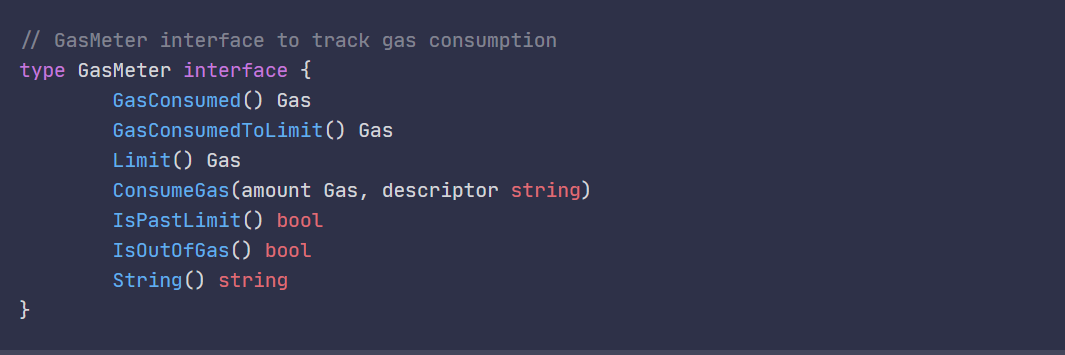 // GasMeter interface to track gas consumption
type GasMeter interface {
        GasConsumed() Gas
        GasConsumedToLimit() Gas
        Limit() Gas
        ConsumeGas(amount Gas, descriptor string)
        IsPastLimit() bool
        IsOutOfGas() bool
        String() string
}